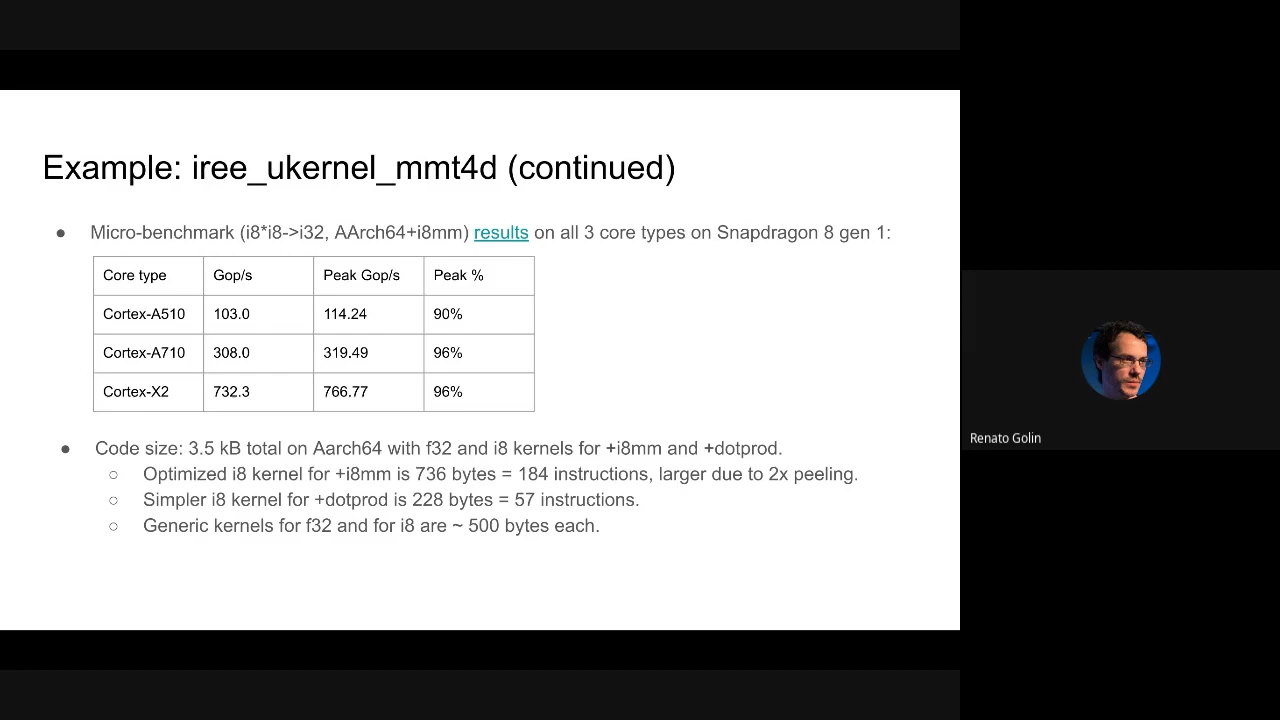 Example: iree_ukernel_mmt4d (continued)
● Micro-benchmark (i8*i8->i32, AArch64+i8mm) results on all 3 core types on Snapdragon 8 gen 1:
Core type Gop/s Peak Gop/s Peak %
Cortex-A510 103.0 114.24 90%
Cortex-A710 308.0 319.49 96%
Cortex-X2 732.3 766.77 96%
● Code size: 3.5 kB total on Aarch64 with f32 and i8 kernels for +i8mm and +dotprod.
○ Optimized i8 kernel for +i8mm is 736 bytes = 184 instructions, larger due to 2x peeling.
○ Simpler i8 kernel for +dotprod is 228 bytes = 57 instructions.
○ Generic kernels for f32 and for i8 are ~ 500 bytes each.
Renato Golin